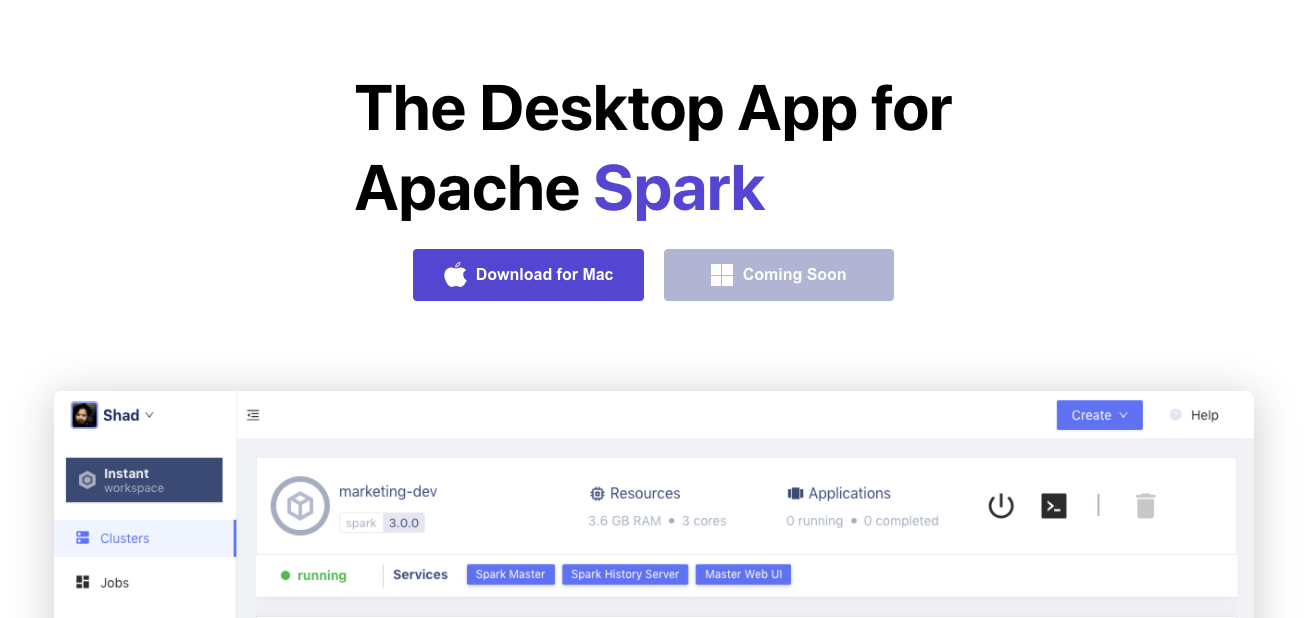 The Desktop App for
Apache Spark
Download for Mac
Coming Soon
Shad
Create
Help
Instant
workspace
marketing-dev
spark 3.0.0
Resources
3.6 GB RAM • 3 cores
Applications
0 running • 0 completed
Clusters
running
Services
Spark Master
Spark History Server
Master Web UI
Jobs